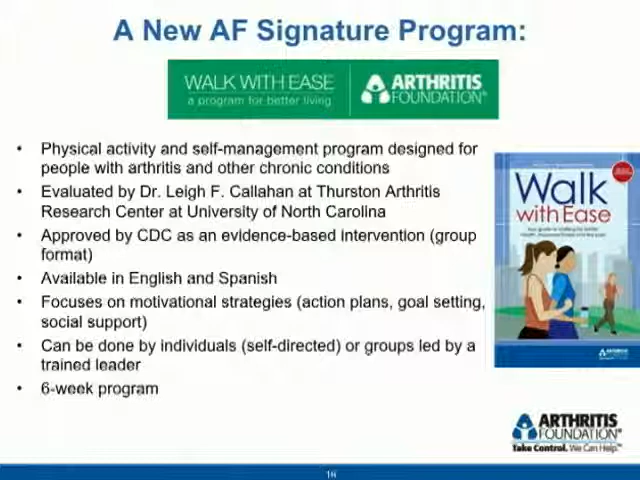 A New AF Signature Program:
WALK WITH EASE
a program for better living
ARTHRITIS
FOUNDATION®
• Physical activity and self-management program designed for
people with arthritis and other chronic conditions
• Evaluated by Dr. Leigh F. Callahan at Thurston Arthritis
Research Center at University of North Carolina
• Approved by CDC as an evidence-based intervention (group
format)
• Available in English and Spanish
• Focuses on motivational strategies (action plans, goal setting,
social support)
• Can be done by individuals (self-directed) or groups led by a
trained leader
• 6-week program
Walk
with Ease
ARTHRITIS
FOUNDATION™
Take Control. We Can Help.™